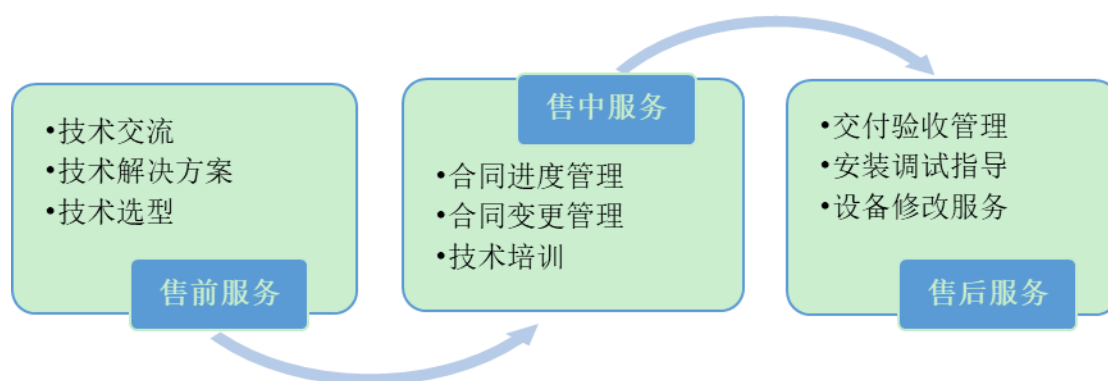 •技术交流
•技术解决方案
•技术选型
售前服务
售中服务
•合同进度管理
•合同变更管理
•技术培训
•交付验收管理
•安装调试指导
•设备修改服务
售后服务